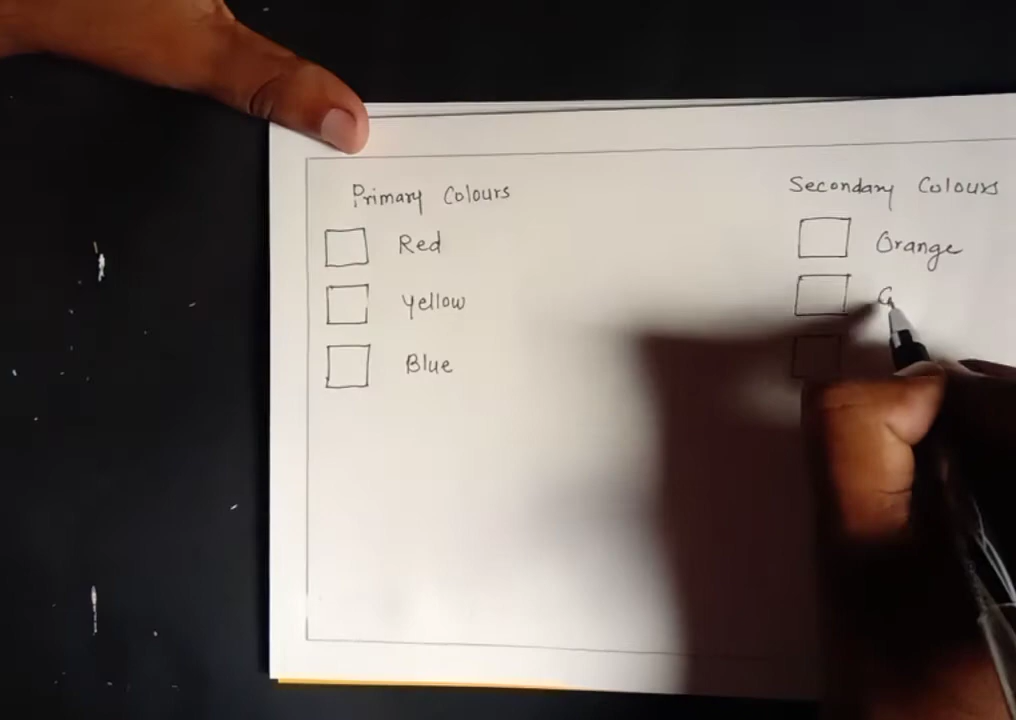 Primary Colours
Red
Yellow
Blue
Secondary Colours
Orange
G